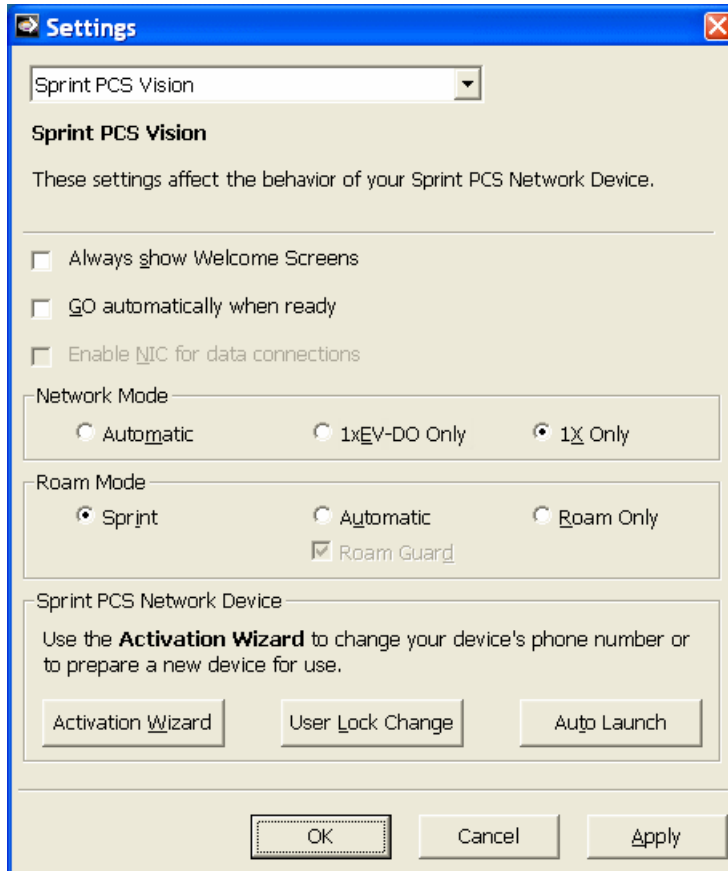 Settings
Sprint PCS Vision
Sprint PCS Vision
These settings affect the behavior of your Sprint PCS Network Device.
Always show Welcome Screens
GO automatically when ready
Enable NIC for data connections
Network Mode
Automatic 1xEV-DO Only 1X Only
Roam Mode
Sprint Automatic Roam Only
Roam Guard
Sprint PCS Network Device
Use the Activation Wizard to change your device's phone number or
to prepare a new device for use.
Activation Wizard User Lock Change Auto Launch
OK Cancel Apply